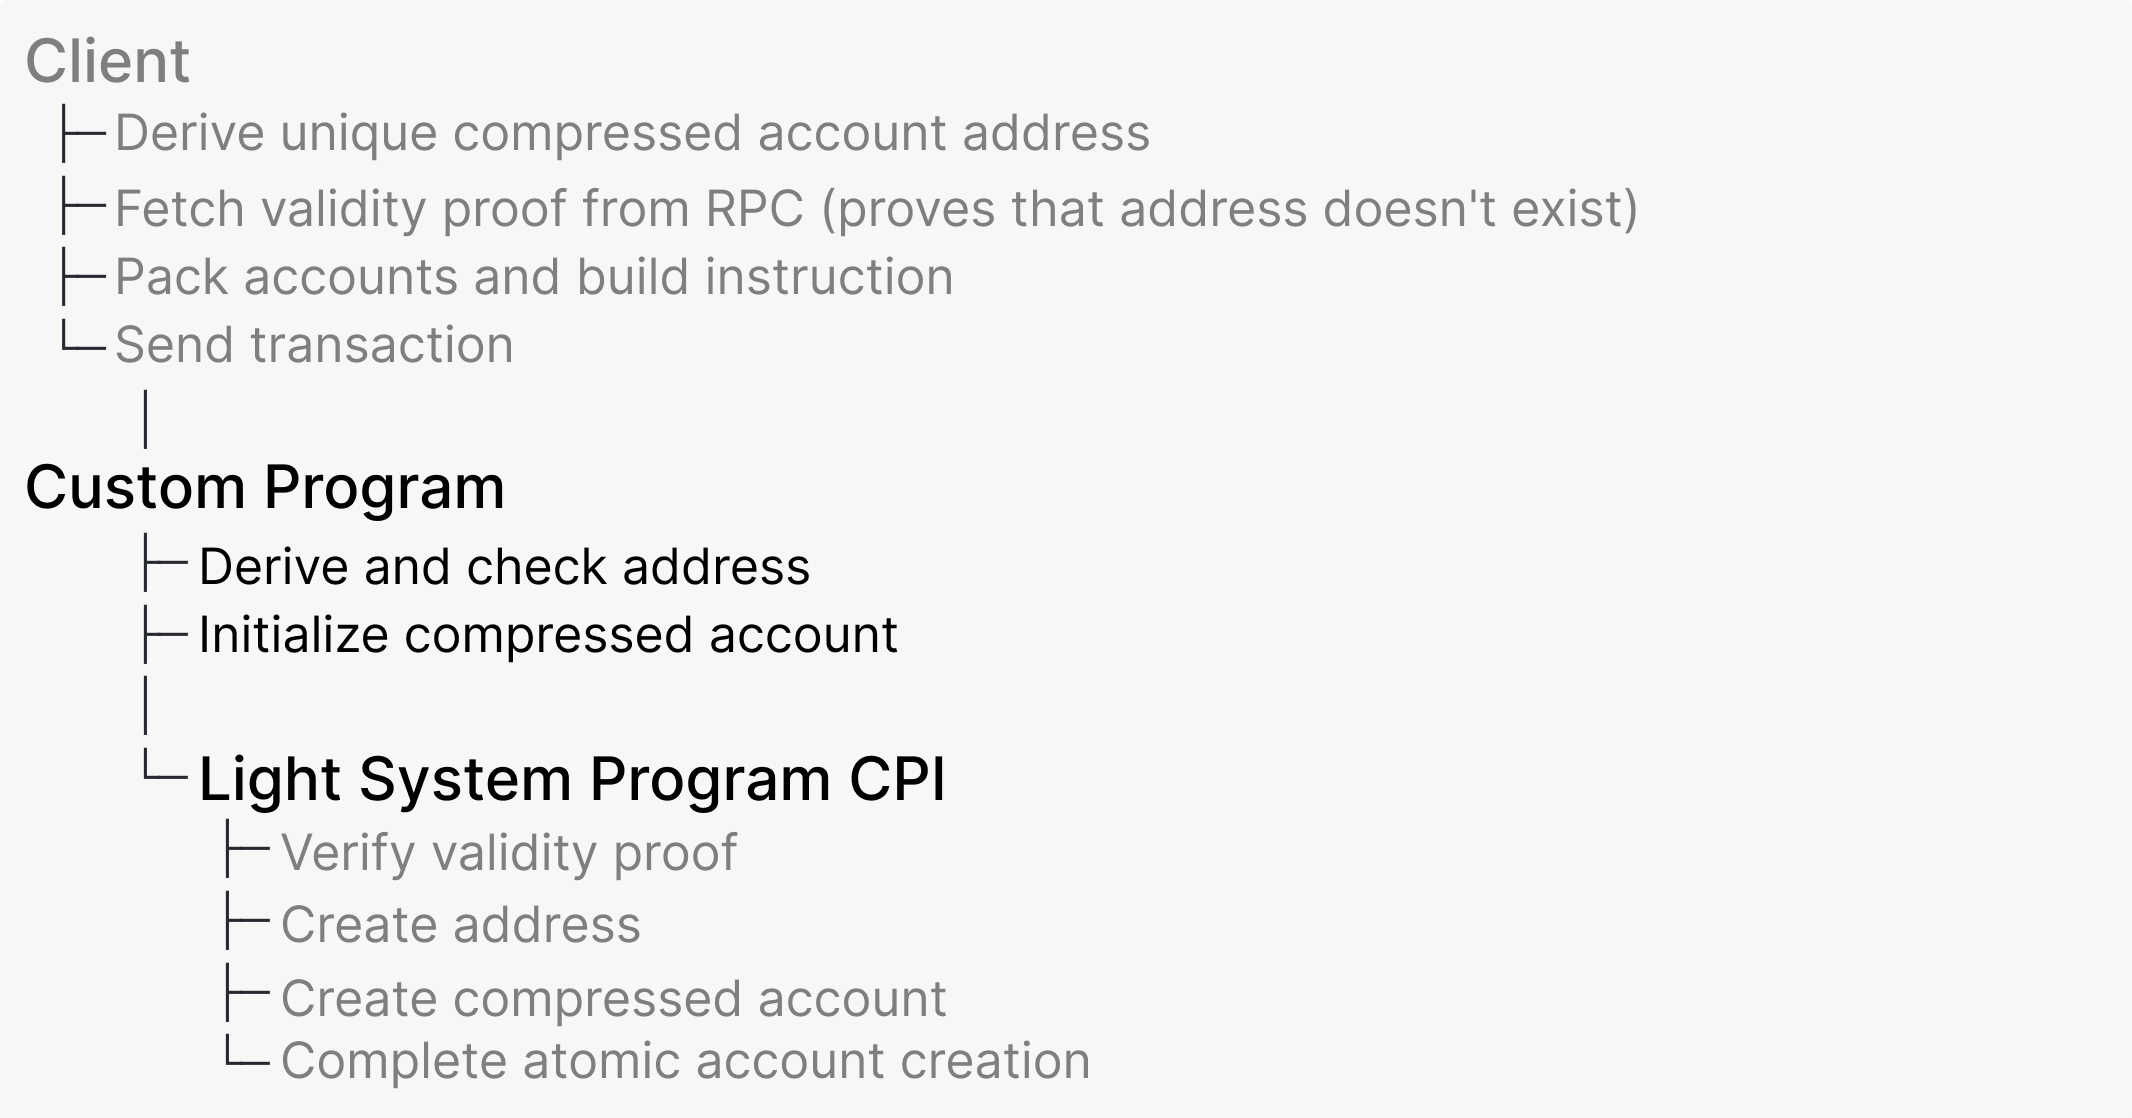 Client
Derive unique compressed account address
Fetch validity proof from RPC (proves that address doesn't exist)
Pack accounts and build instruction
Send transaction
Custom Program
Derive and check address
Initialize compressed account
Light System Program CPI
Verify validity proof
Create address
Create compressed account
Complete atomic account creation